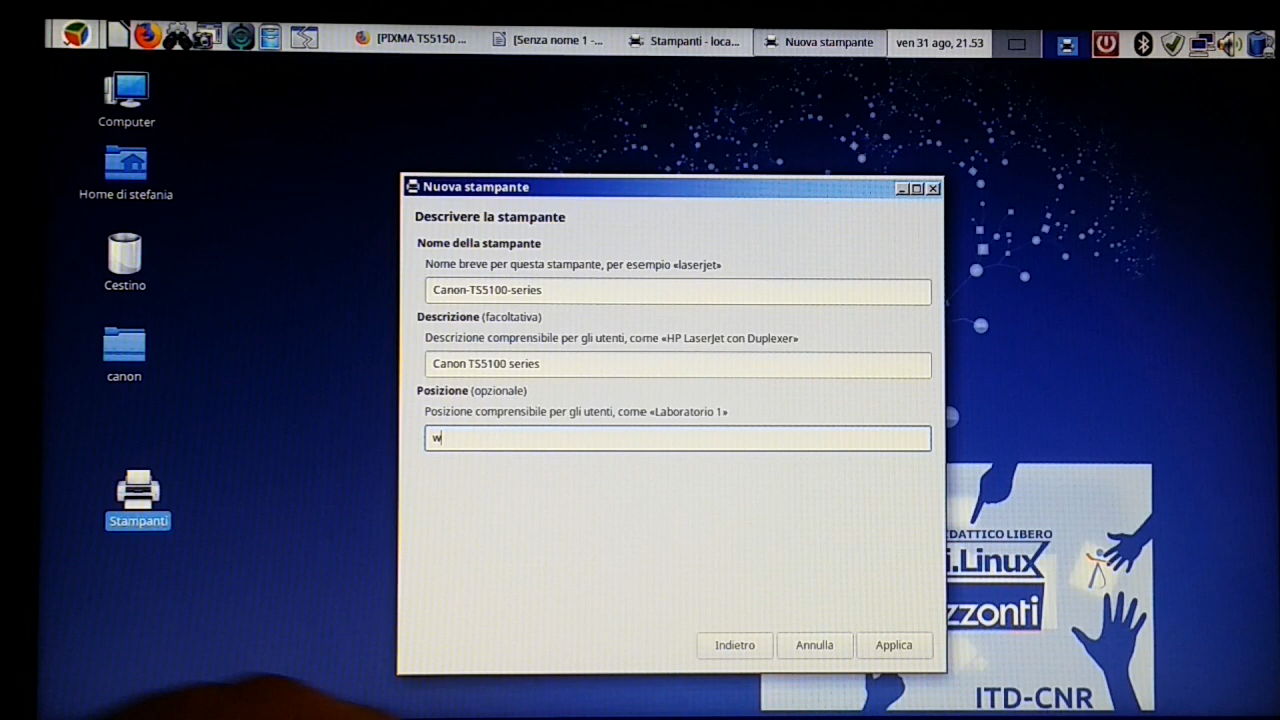 [PIXMA TS5150 ...
[Senza nome 1 -...
Stampanti - loca...
Nuova stampante
ven 31 ago, 21.53
Computer
Home di stefania
Cestino
canon
Stampanti
Nuova stampante
Descrivere la stampante
Nome della stampante
Nome breve per questa stampante, per esempio «laserjet»
Canon-TS5100-series
Descrizione (facoltativa)
Descrizione comprensibile per gli utenti, come «HP LaserJet con Duplexer»
Canon TS5100 series
Posizione (opzionale)
Posizione comprensibile per gli utenti, come «Laboratorio 1»
w
Indietro
Annulla
Applica
DATTICO LIBERO
i.Linux
zzonti
ITD-CNR